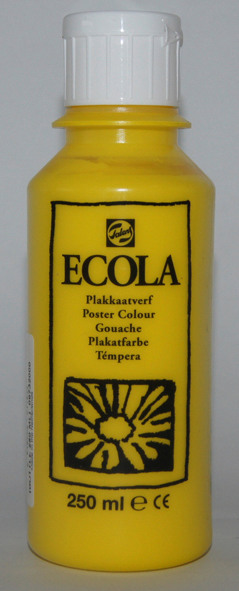 Talens
ECOLA
Plakkaatverf
Poster Colour
Gouache
Plakatfarbe
Témpera
250 ml ℮ CE